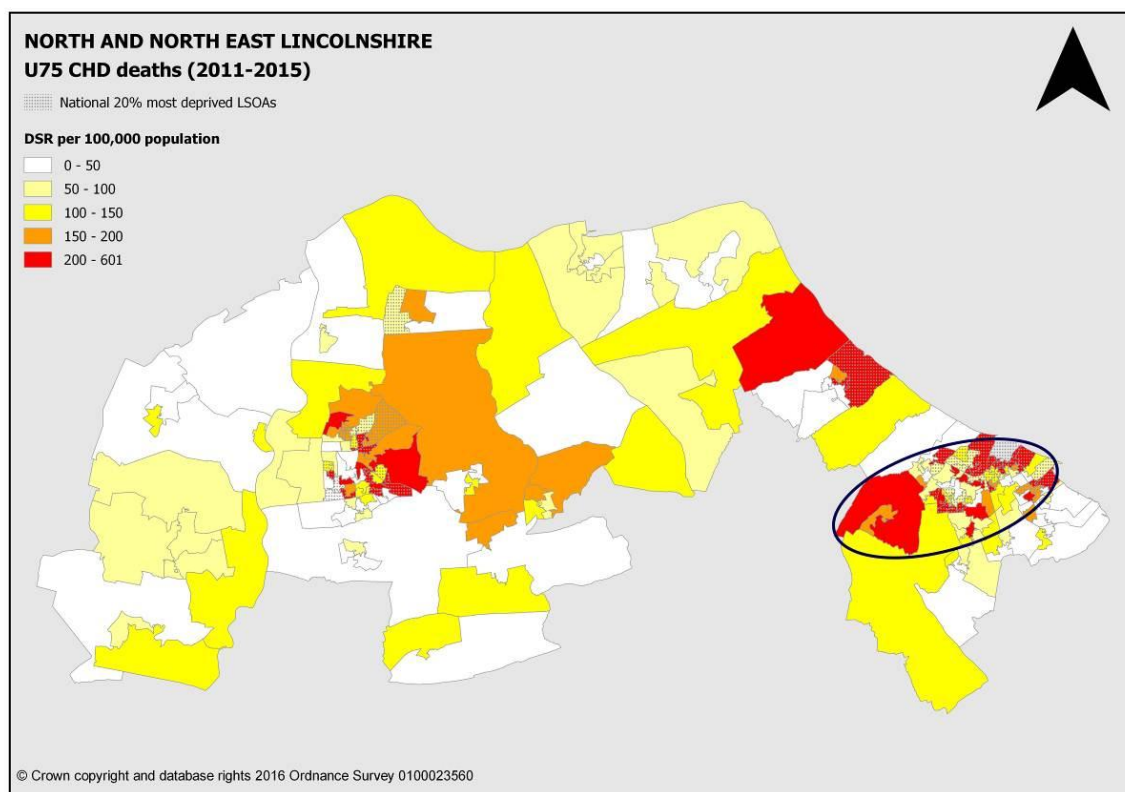 NORTH AND NORTH EAST LINCOLNSHIRE
U75 CHD deaths (2011-2015)
National 20% most deprived LSOAs
DSR per 100,000 population
0 - 50
50 - 100
100 - 150
150 - 200
200 - 601
© Crown copyright and database rights 2016 Ordnance Survey 0100023560